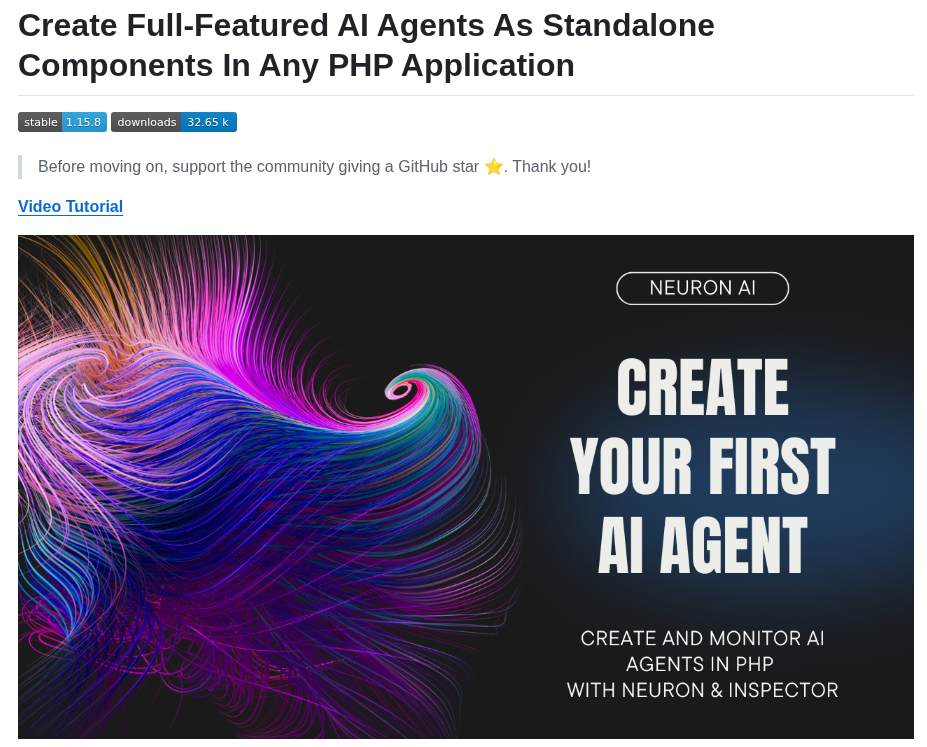 Create Full-Featured AI Agents As Standalone
Components In Any PHP Application
stable 1.15.8 downloads 32.65 k
Before moving on, support the community giving a GitHub star ⭐. Thank you!
Video Tutorial
NEURON AI
CREATE
YOUR FIRST
AI AGENT
CREATE AND MONITOR AI
AGENTS IN PHP
WITH NEURON & INSPECTOR